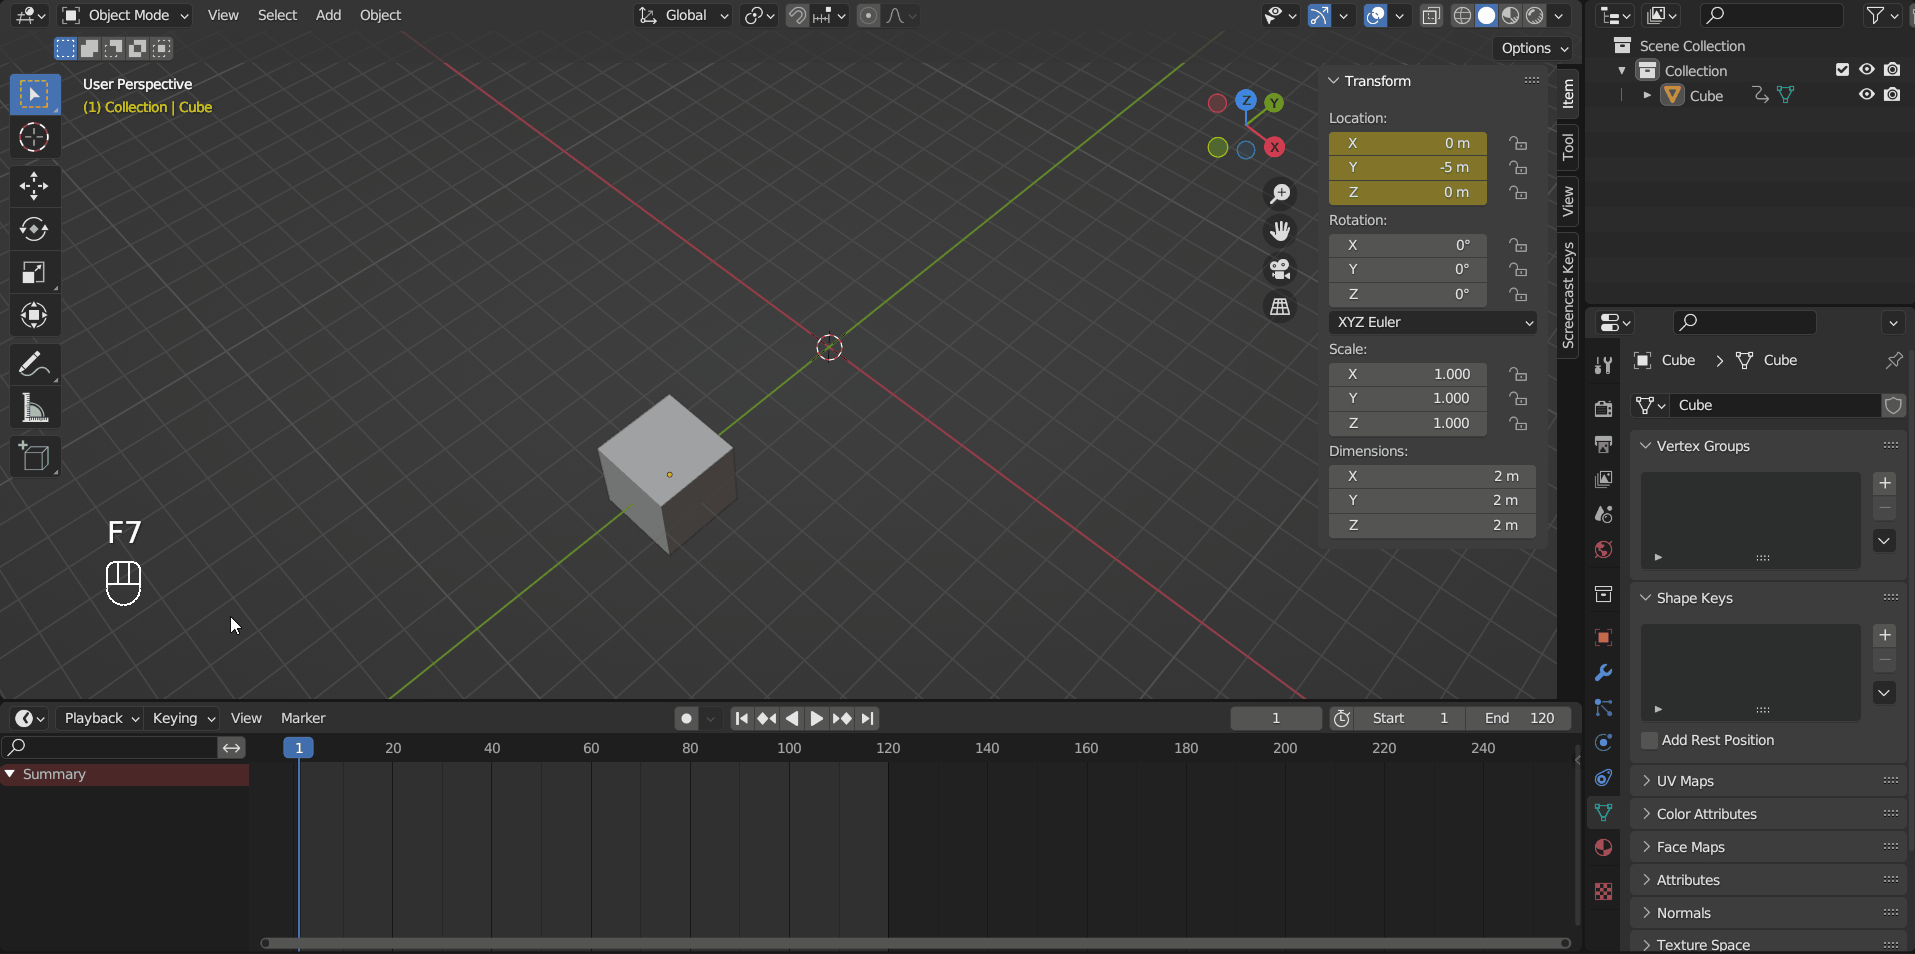 Object Mode View Select Add Object Global
Options
User Perspective
(1) Collection | Cube
Z Y X
Transform
Location:
X 0 m
Y -5 m
Z 0 m
Rotation:
X 0°
Y 0°
Z 0°
XYZ Euler
Scale:
X 1.000
Y 1.000
Z 1.000
Dimensions:
X 2 m
Y 2 m
Z 2 m
Item
Tool
View
Screencast Keys
F7
Scene Collection
Collection
Cube
Cube > Cube
Cube
Vertex Groups
Shape Keys
Add Rest Position
UV Maps
Color Attributes
Face Maps
Attributes
Normals
Texture Space
Playback Keying View Marker 1 Start 1 End 120
1 20 40 60 80 100 120 140 160 180 200 220 240
Summary